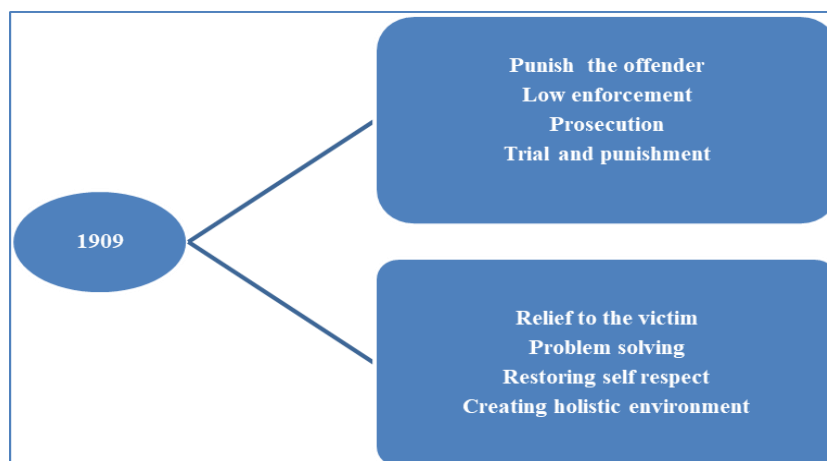 Punish the offender
Low enforcement
Prosecution
Trial and punishment
1909
Relief to the victim
Problem solving
Restoring self respect
Creating holistic environment